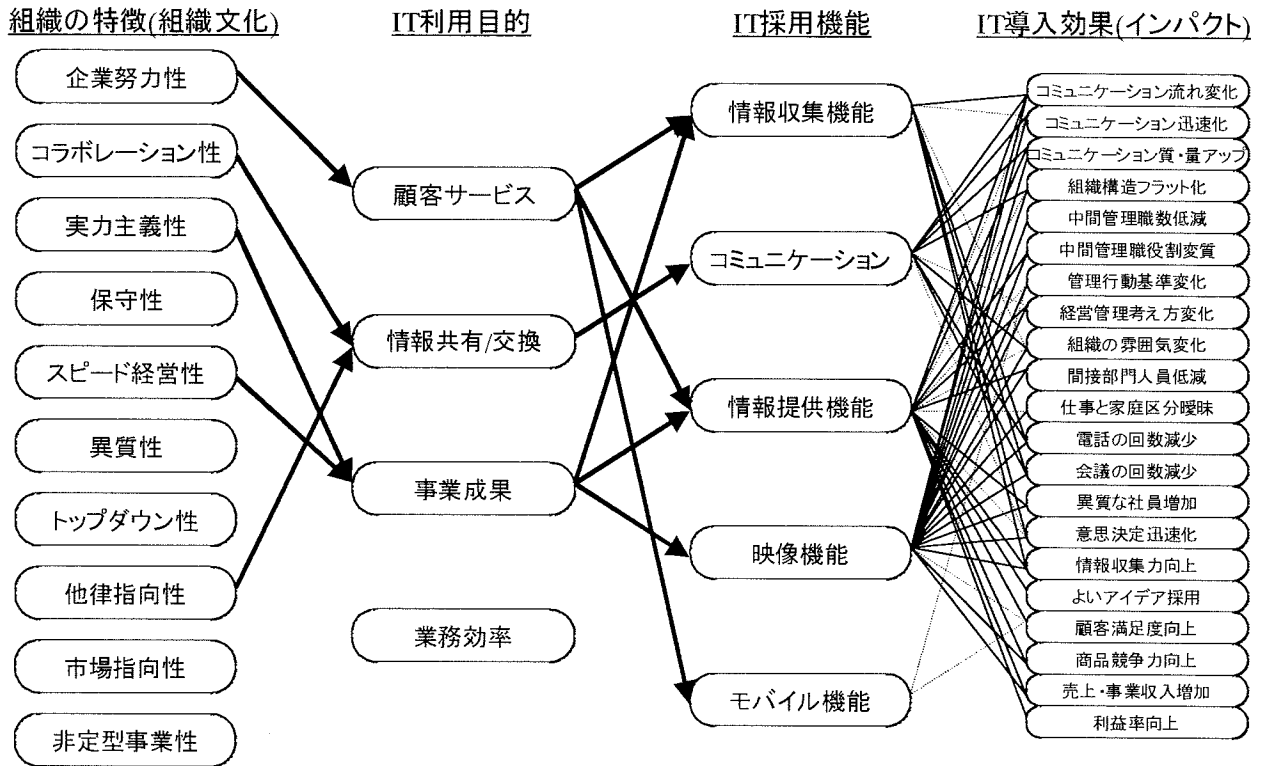 組織の特徴(組織文化)
IT利用目的
IT採用機能
IT導入効果(インパクト)
企業努力性
コラボレーション性
実力主義性
保守性
スピード経営性
異質性
トップダウン性
他律指向性
市場指向性
非定型事業性
顧客サービス
情報共有/交換
事業成果
業務効率
情報収集機能
コミュニケーション
情報提供機能
映像機能
モバイル機能
コミュニケーション流れ変化
コミュニケーション迅速化
コミュニケーション質・量アップ
組織構造フラット化
中間管理職数低減
中間管理職役割変質
管理行動基準変化
経営管理考え方変化
組織の雰囲気変化
間接部門人員低減
仕事と家庭区分曖昧
電話の回数減少
会議の回数減少
異質な社員増加
意思決定迅速化
情報収集力向上
よいアイデア採用
顧客満足度向上
商品競争力向上
売上・事業収入増加
利益率向上